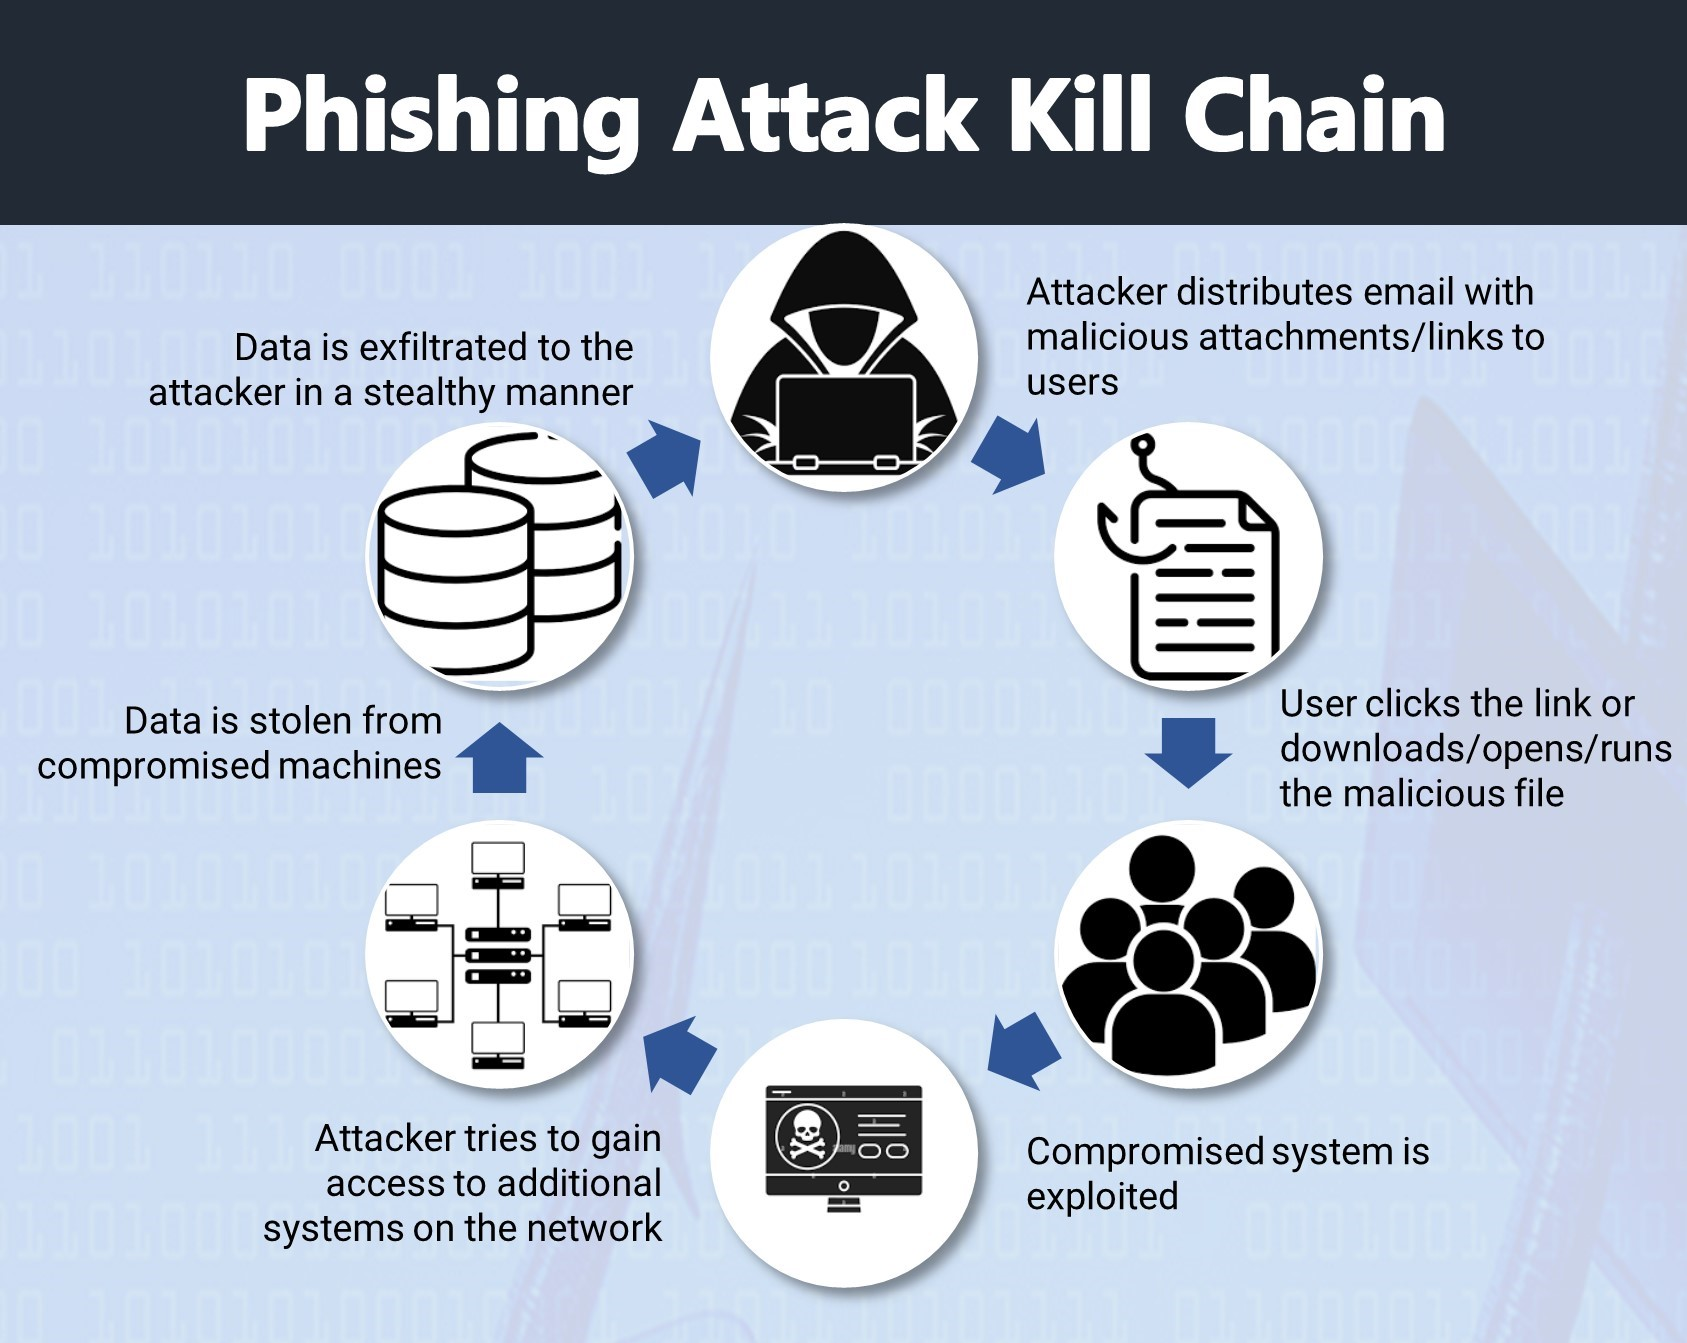 Phishing Attack Kill Chain
Attacker distributes email with
malicious attachments/links to
users
User clicks the link or
downloads/opens/runs
the malicious file
Compromised system is
exploited
Attacker tries to gain
access to additional
systems on the network
Data is stolen from
compromised machines
Data is exfiltrated to the
attacker in a stealthy manner